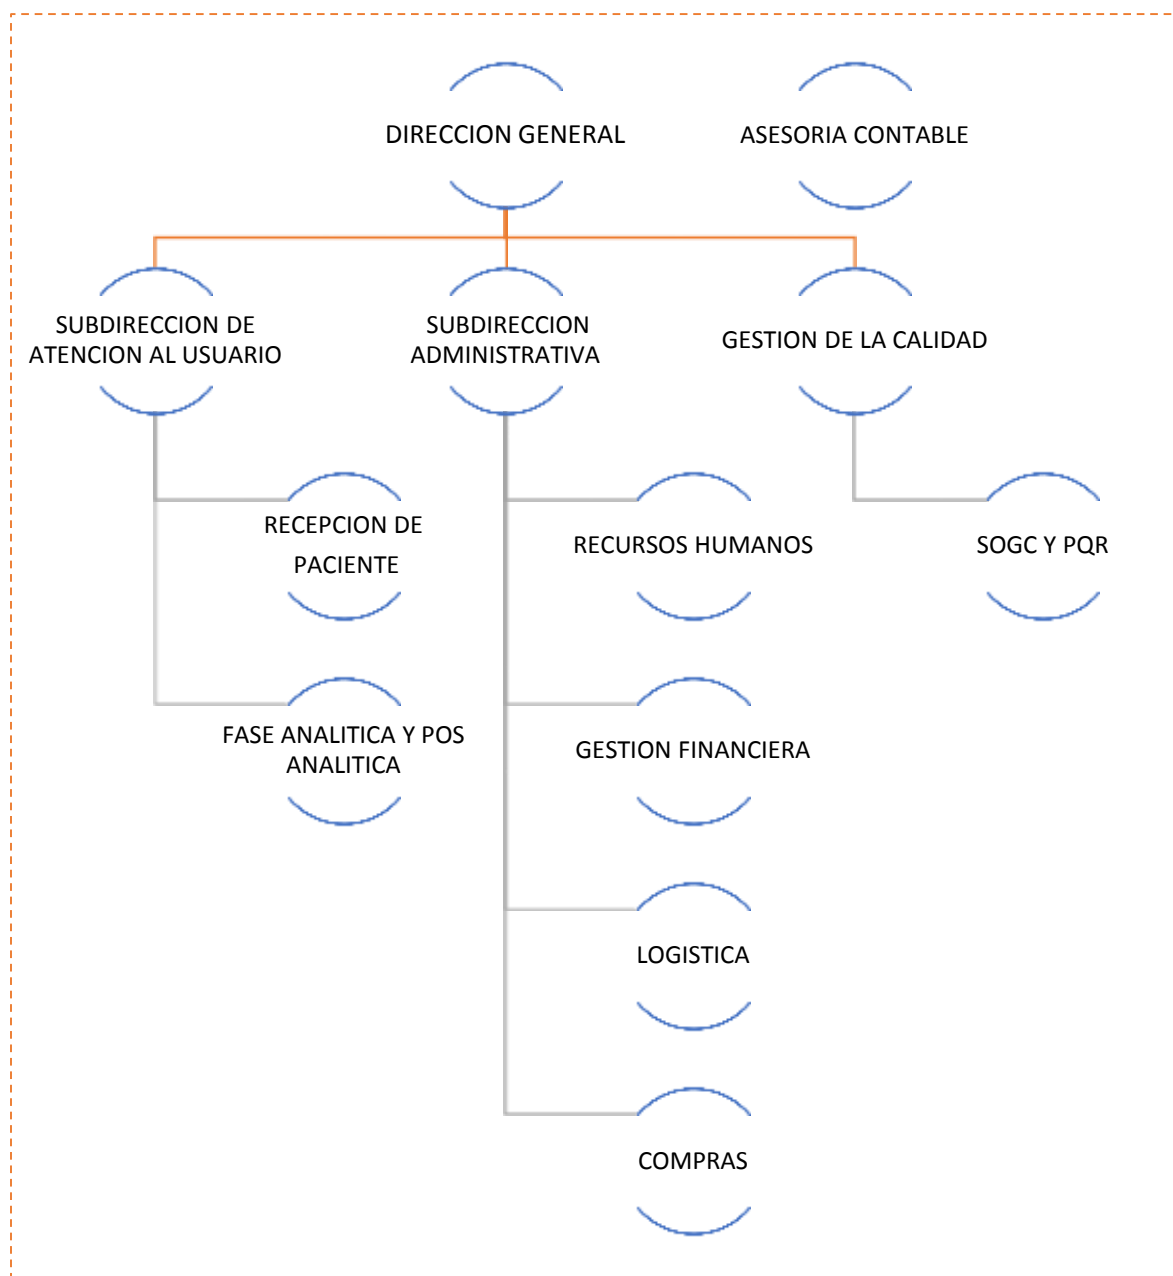 DIRECCION GENERAL
ASESORIA CONTABLE
SUBDIRECCION DE
ATENCION AL USUARIO
SUBDIRECCION
ADMINISTRATIVA
GESTION DE LA CALIDAD
RECEPCION DE
PACIENTE
RECURSOS HUMANOS
SOGC Y PQR
FASE ANALITICA Y POS
ANALITICA
GESTION FINANCIERA
LOGISTICA
COMPRAS